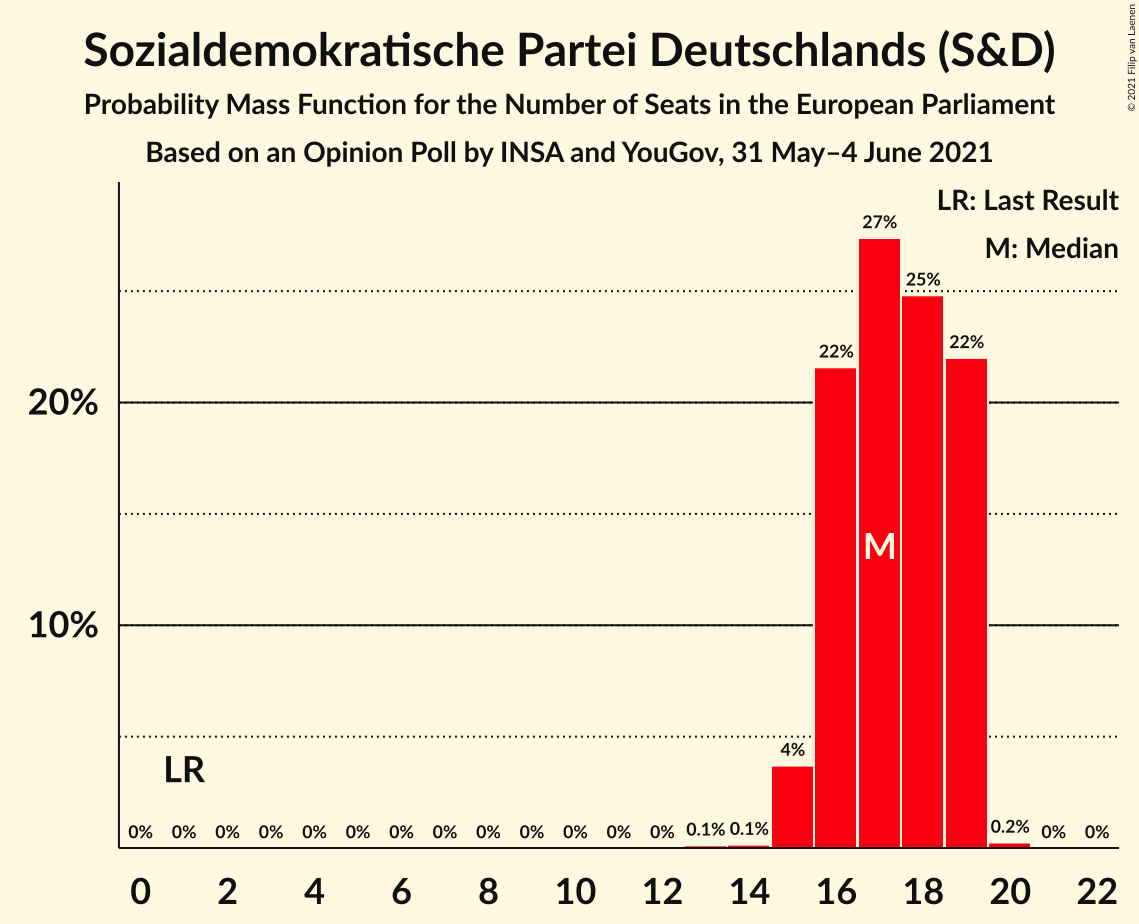 Sozialdemokratische Partei Deutschlands (S&D)
Probability Mass Function for the Number of Seats in the European Parliament
Based on an Opinion Poll by INSA and YouGov, 31 May–4 June 2021
© 2021 Filip van Laenen
LR: Last Result
M: Median
27%
25%
22%
22%
20%
M
10%
4%
LR
0% 0% 0% 0% 0% 0% 0% 0% 0% 0% 0% 0% 0% 0.1% 0.1% 0.2% 0% 0%
0 2 4 6 8 10 12 14 16 18 20 22